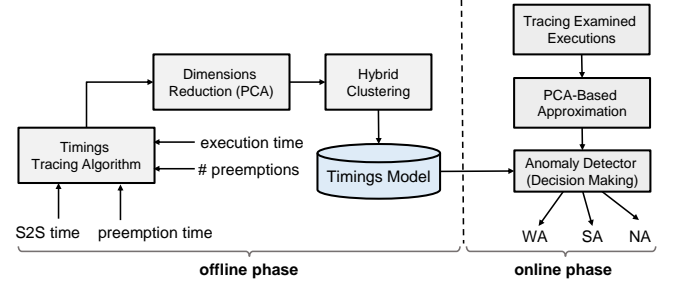 Dimensions
Reduction (PCA)
Hybrid
Clustering
Timings
Tracing Algorithm
execution time
# preemptions
S2S time
preemption time
Timings Model
offline phase
Tracing Examined
Executions
PCA-Based
Approximation
Anomaly Detector
(Decision Making)
WA
SA
NA
online phase